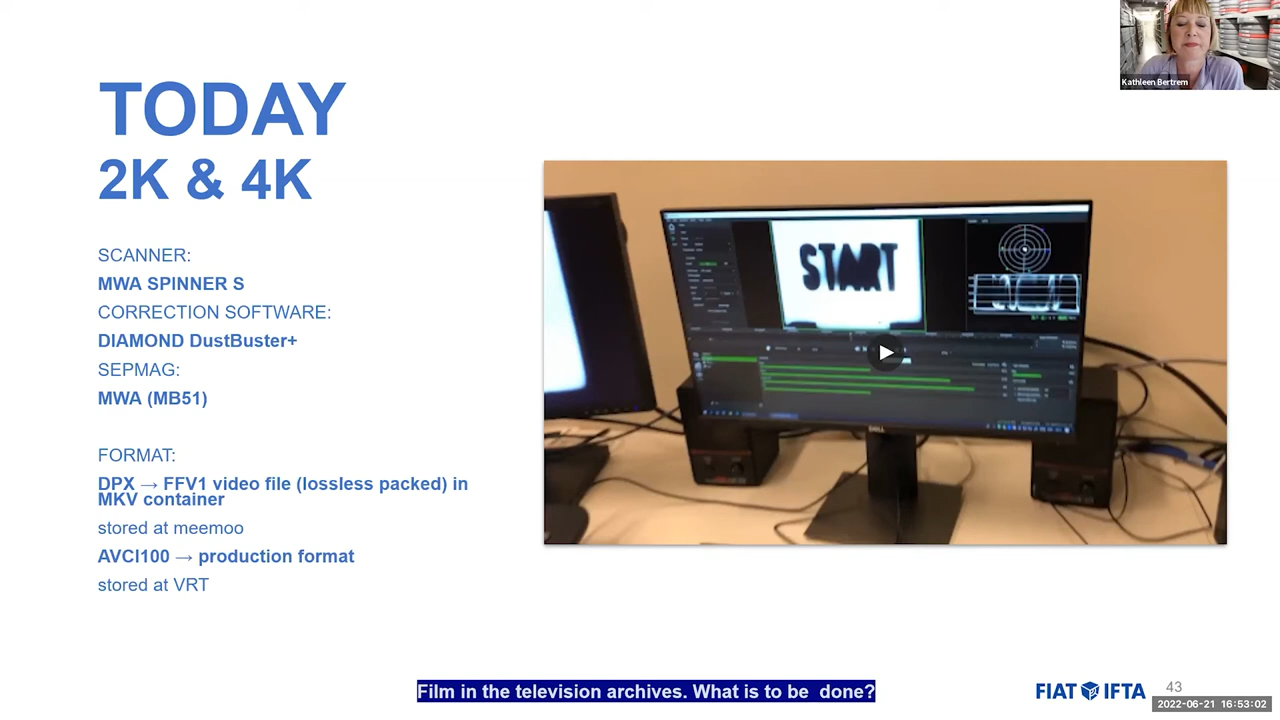 Kathleen Bertrem
TODAY
2K & 4K
SCANNER:
MWA SPINNER S
CORRECTION SOFTWARE:
DIAMOND DustBuster+
SEPMAG:
MWA (MB51)
FORMAT:
DPX → FFV1 video file (lossless packed) in
MKV container
stored at meemoo
AVCI100 → production format
stored at VRT
START
DELL
Film in the television archives. What is to be  done?
FIAT IFTA
43
2022-06-21 16:53:02